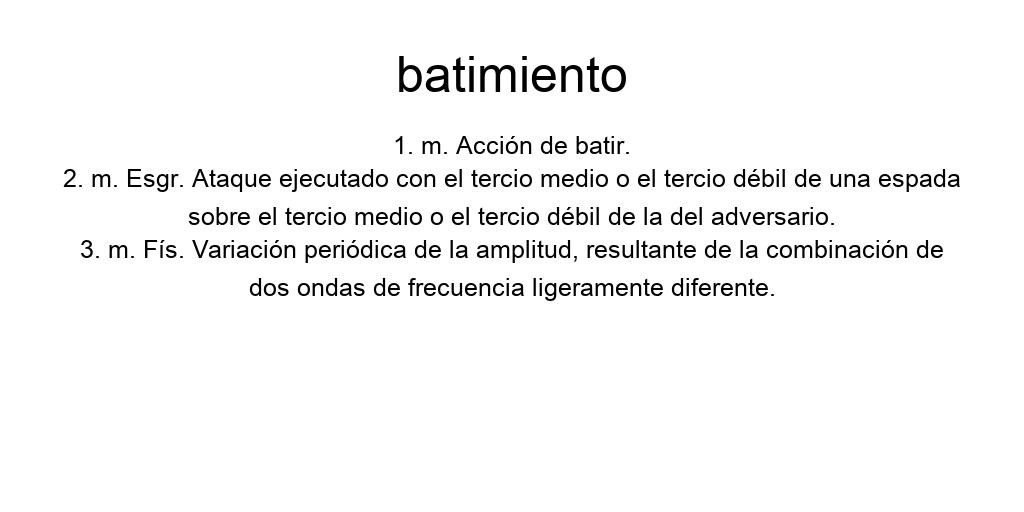 batimiento
1. m. Acción de batir.
2. m. Esgr. Ataque ejecutado con el tercio medio o el tercio débil de una espada
sobre el tercio medio o el tercio débil de la del adversario.
3. m. Fís. Variación periódica de la amplitud, resultante de la combinación de
dos ondas de frecuencia ligeramente diferente.